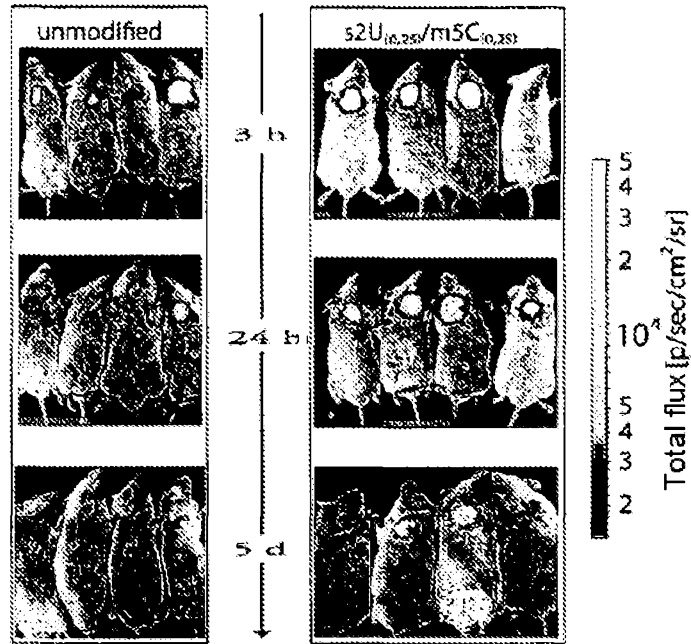 unmodified
s2U(0,25)/m5C(0,25)
3 h
24 h
5 d
5
4
3
2
10⁴
5
4
3
2
Total flux [p/sec/cm²/sr]